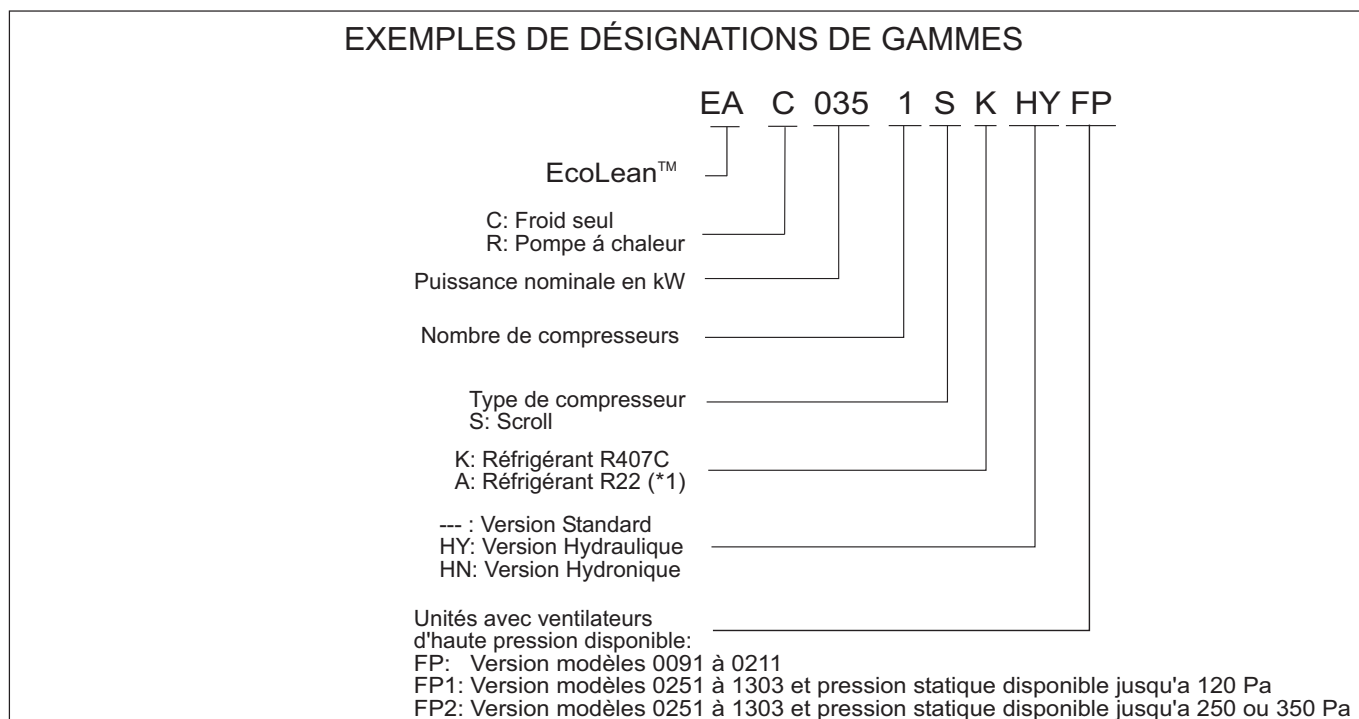 EXEMPLES DE DÉSIGNATIONS DE GAMMES
EA C 035 1 S K HY FP
EcoLean™
C: Froid seul
R: Pompe á chaleur
Puissance nominale en kW
Nombre de compresseurs
Type de compresseur
S: Scroll
K: Réfrigérant R407C
A: Réfrigérant R22 (*1)
--- : Version Standard
HY: Version Hydraulique
HN: Version Hydronique
Unités avec ventilateurs
d'haute pression disponible:
FP: Version modèles 0091 à 0211
FP1: Version modèles 0251 à 1303 et pression statique disponible jusqu'a 120 Pa
FP2: Version modèles 0251 à 1303 et pression statique disponible jusqu'a 250 ou 350 Pa